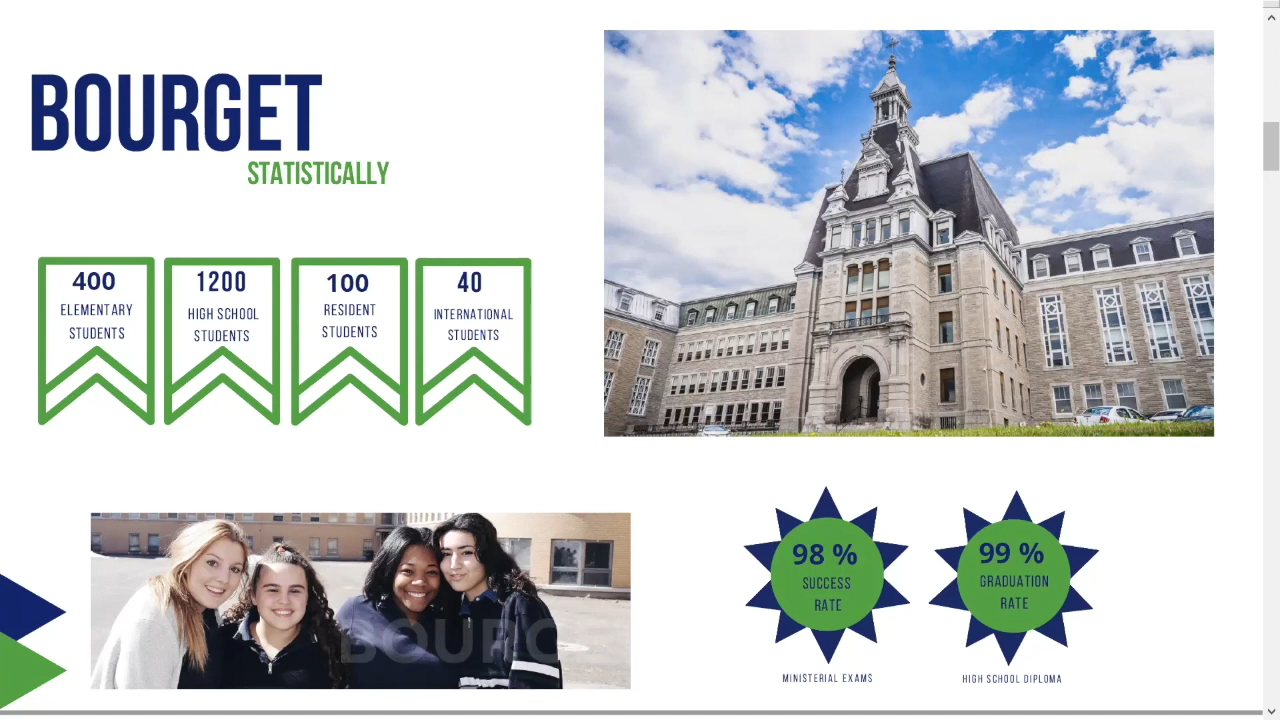 BOURGET
STATISTICALLY
400
ELEMENTARY
STUDENTS
1200
HIGH SCHOOL
STUDENTS
100
RESIDENT
STUDENTS
40
INTERNATIONAL
STUDENTS
98 %
SUCCESS
RATE
MINISTERIAL EXAMS
99 %
GRADUATION
RATE
HIGH SCHOOL DIPLOMA